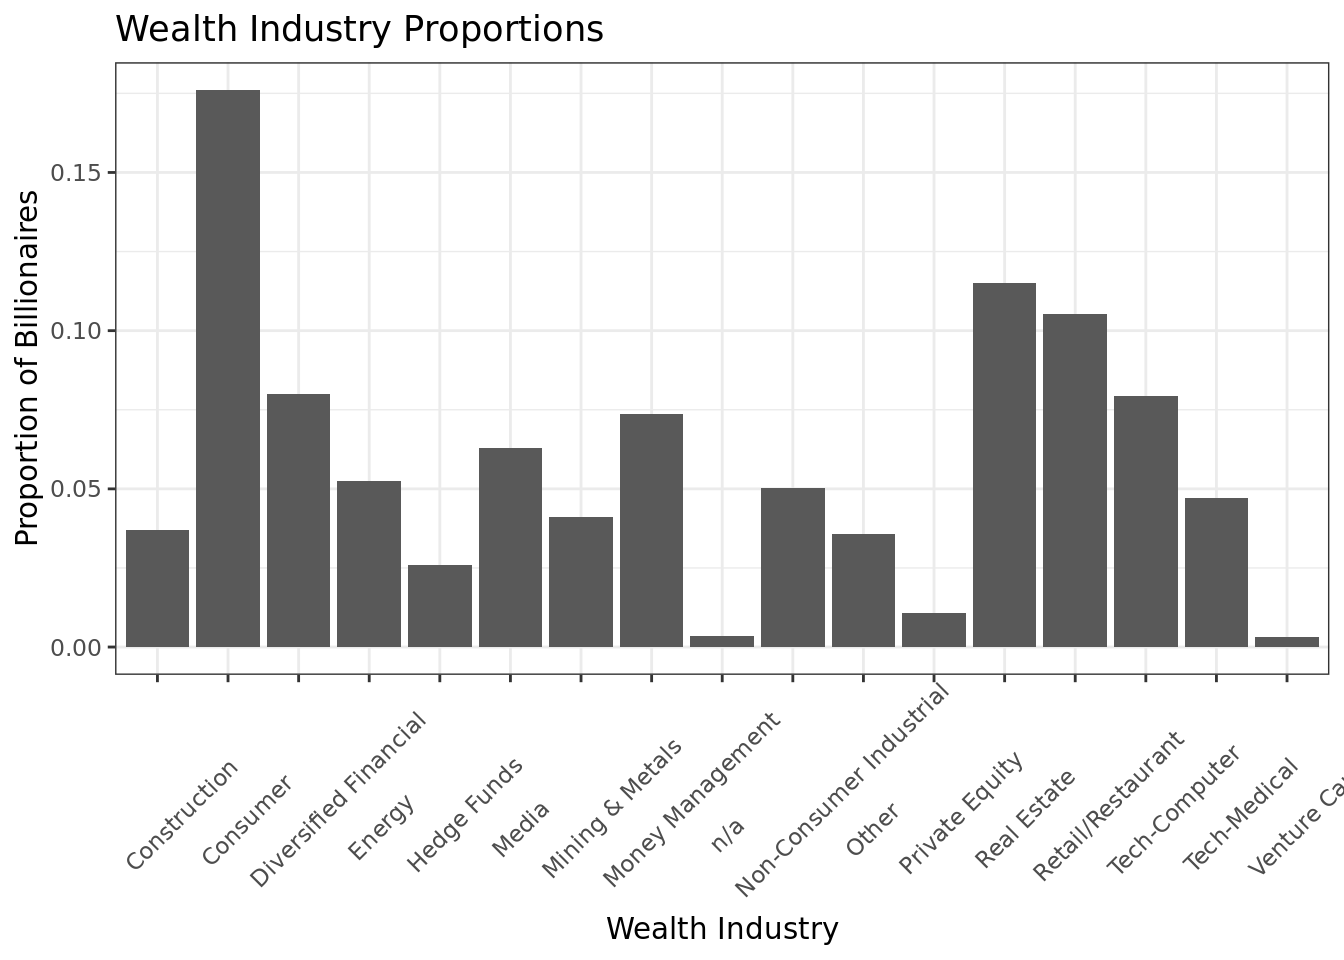 Wealth Industry Proportions
Proportion of Billionaires
0.15
0.10
0.05
0.00
Construction
Consumer
Diversified Financial
Energy
Hedge Funds
Media
Mining & Metals
Money Management
n/a
Non-Consumer Industrial
Other
Private Equity
Real Estate
Retail/Restaurant
Tech-Computer
Tech-Medical
Venture
Wealth Industry